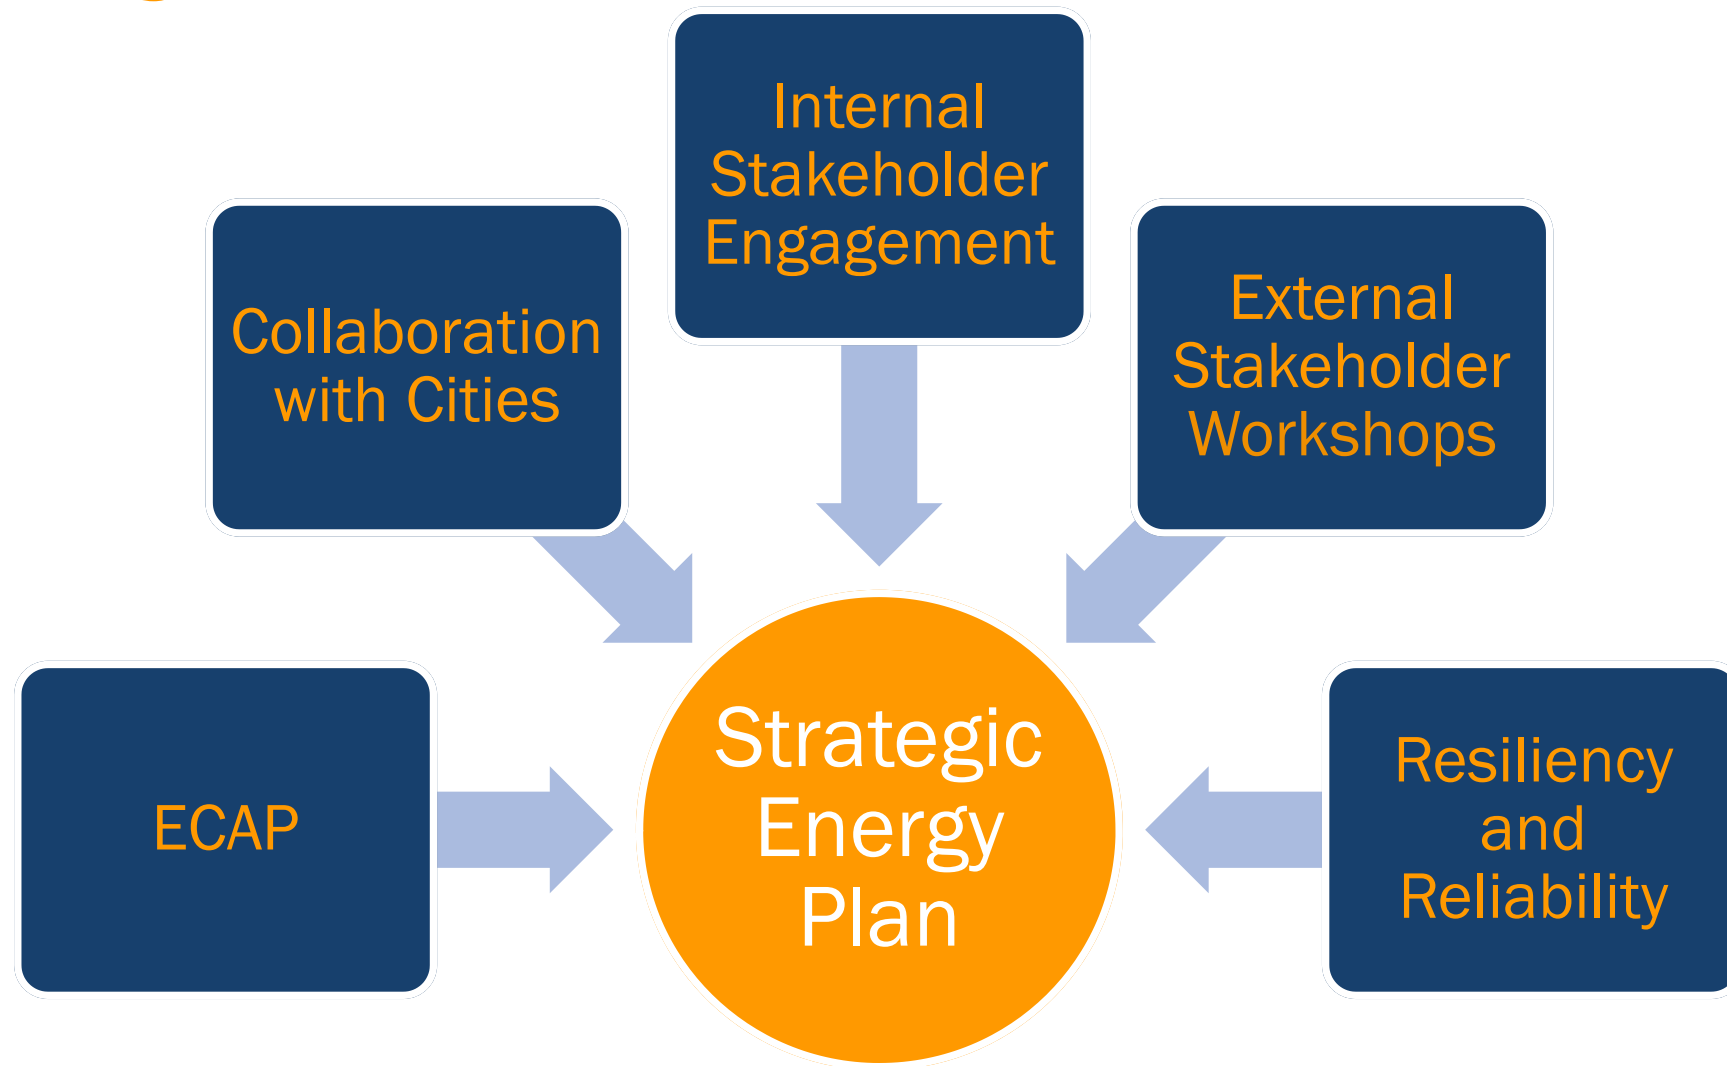 Internal
Stakeholder
Engagement
Collaboration
with Cities
External
Stakeholder
Workshops
ECAP
Strategic
Energy
Plan
Resiliency
and
Reliability